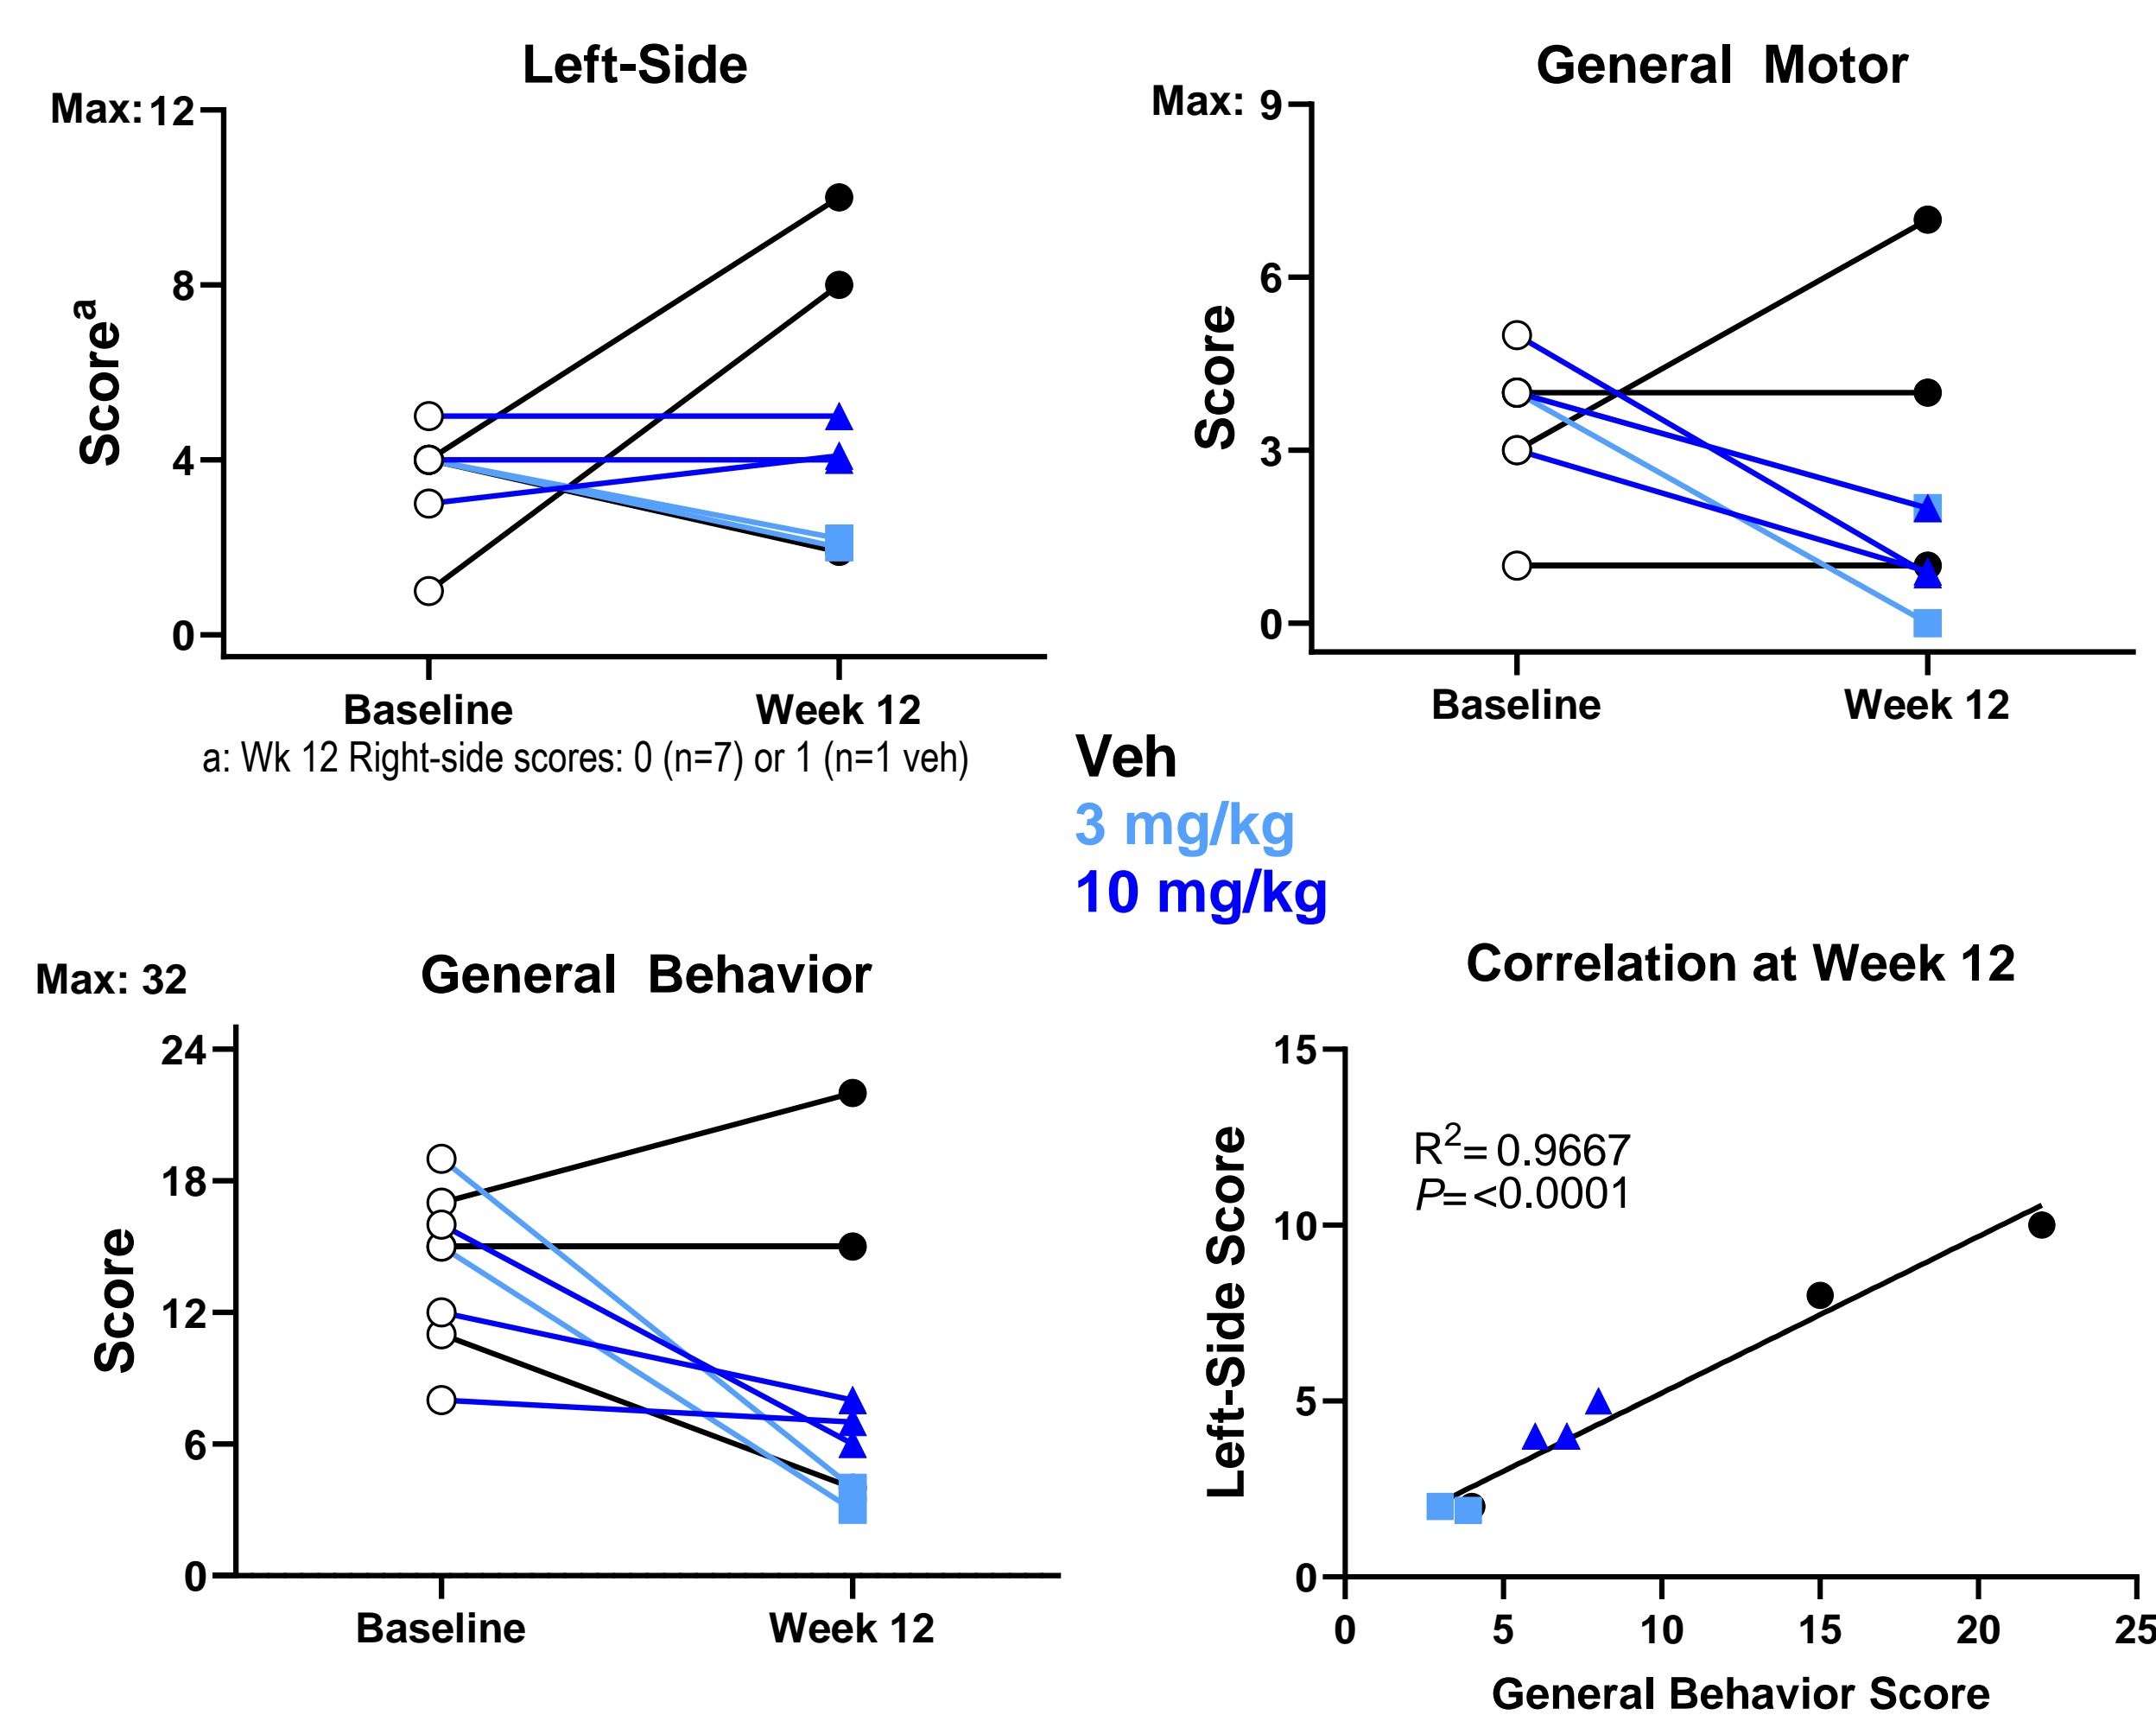 Left-Side
Max: 12
8
4
0
Score^a
Baseline Week 12
a: Wk 12 Right-side scores: 0 (n=7) or 1 (n=1 veh)
General Motor
Max: 9
6
3
0
Score
Baseline Week 12
Veh
3 mg/kg
10 mg/kg
General Behavior
Max: 32
24
18
12
6
0
Score
Baseline Week 12
Correlation at Week 12
15
10
5
0
Left-Side Score
R²= 0.9667
P=<0.0001
0 5 10 15 20 25
General Behavior Score